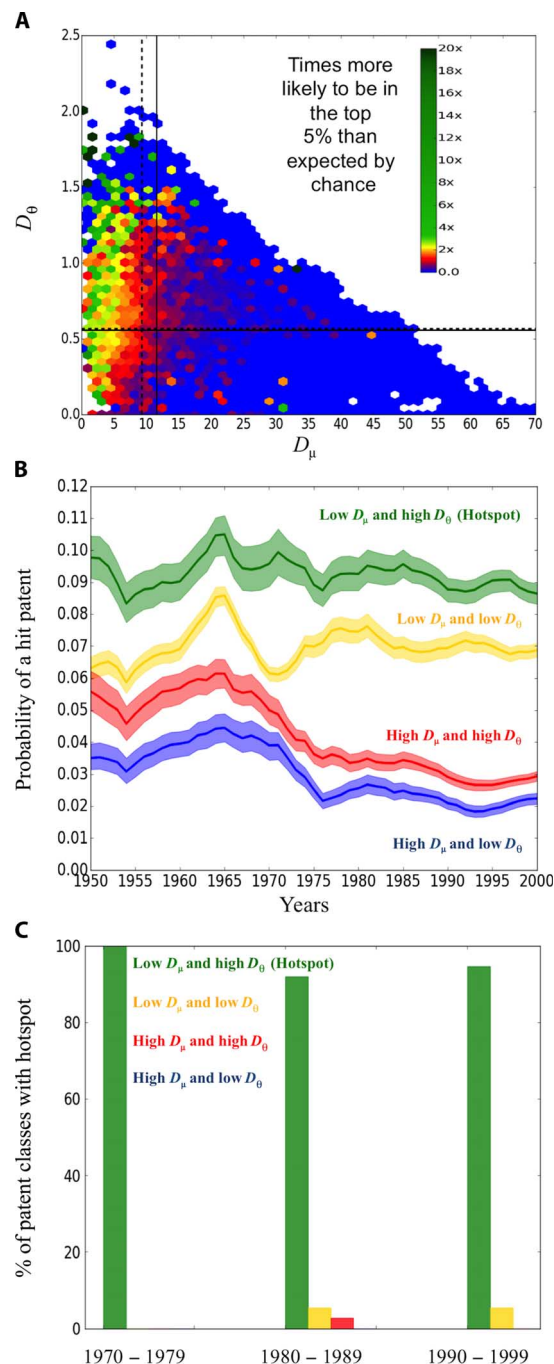 A
2.5
2.0
1.5
1.0
0.5
0.0
Dθ
Times more
likely to be in
the top
5% than
expected by
chance
20x
18x
16x
14x
12x
10x
8x
6x
4x
2x
0.0
0 5 10 15 20 25 30 35 40 45 50 55 60 65 70
Dμ
B
0.12
0.11
0.10
0.09
0.08
0.07
0.06
0.05
0.04
0.03
0.02
0.01
0.00
Probability of a hit patent
Low Dμ and high Dθ (Hotspot)
Low Dμ and low Dθ
High Dμ and high Dθ
High Dμ and low Dθ
1950 1955 1960 1965 1970 1975 1980 1985 1990 1995 2000
Years
C
100
80
60
40
20
0
% of patent classes with hotspot
Low Dμ and high Dθ (Hotspot)
Low Dμ and low Dθ
High Dμ and high Dθ
High Dμ and low Dθ
1970 – 1979 1980 – 1989 1990 – 1999